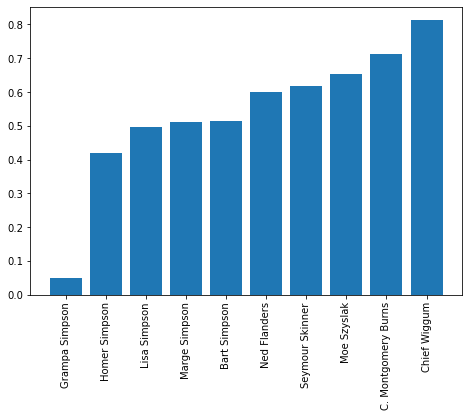 0.8
0.7
0.6
0.5
0.4
0.3
0.2
0.1
0.0
Grampa Simpson
Homer Simpson
Lisa Simpson
Marge Simpson
Bart Simpson
Ned Flanders
Seymour Skinner
Moe Szyslak
C. Montgomery Burns
Chief Wiggum